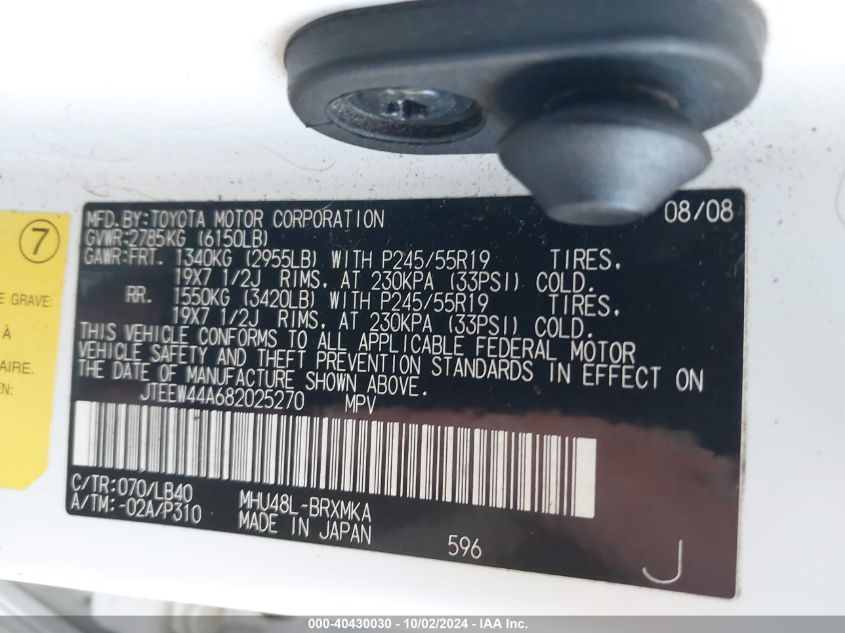 MFD.BY:TOYOTA MOTOR CORPORATION 08/08
GVWR:2785KG (6150LB)
GAWR:FRT. 1340KG (2955LB) WITH P245/55R19 TIRES,
19X7 1/2J RIMS, AT 230KPA (33PSI) COLD.
RR. 1550KG (3420LB) WITH P245/55R19 TIRES,
19X7 1/2J RIMS, AT 230KPA (33PSI) COLD.
THIS VEHICLE CONFORMS TO ALL APPLICABLE FEDERAL MOTOR
VEHICLE SAFETY AND THEFT PREVENTION STANDARDS IN EFFECT ON
THE DATE OF MANUFACTURE SHOWN ABOVE.
JTEEW44A682025270 MPV
C/TR:070/LB40 MHU48L-BRXMKA
A/TM:-02A/P310 MADE IN JAPAN 596
J
7
E GRAVE:
À
AIRE.
EN:
000-40430030 - 10/02/2024 - IAA Inc.